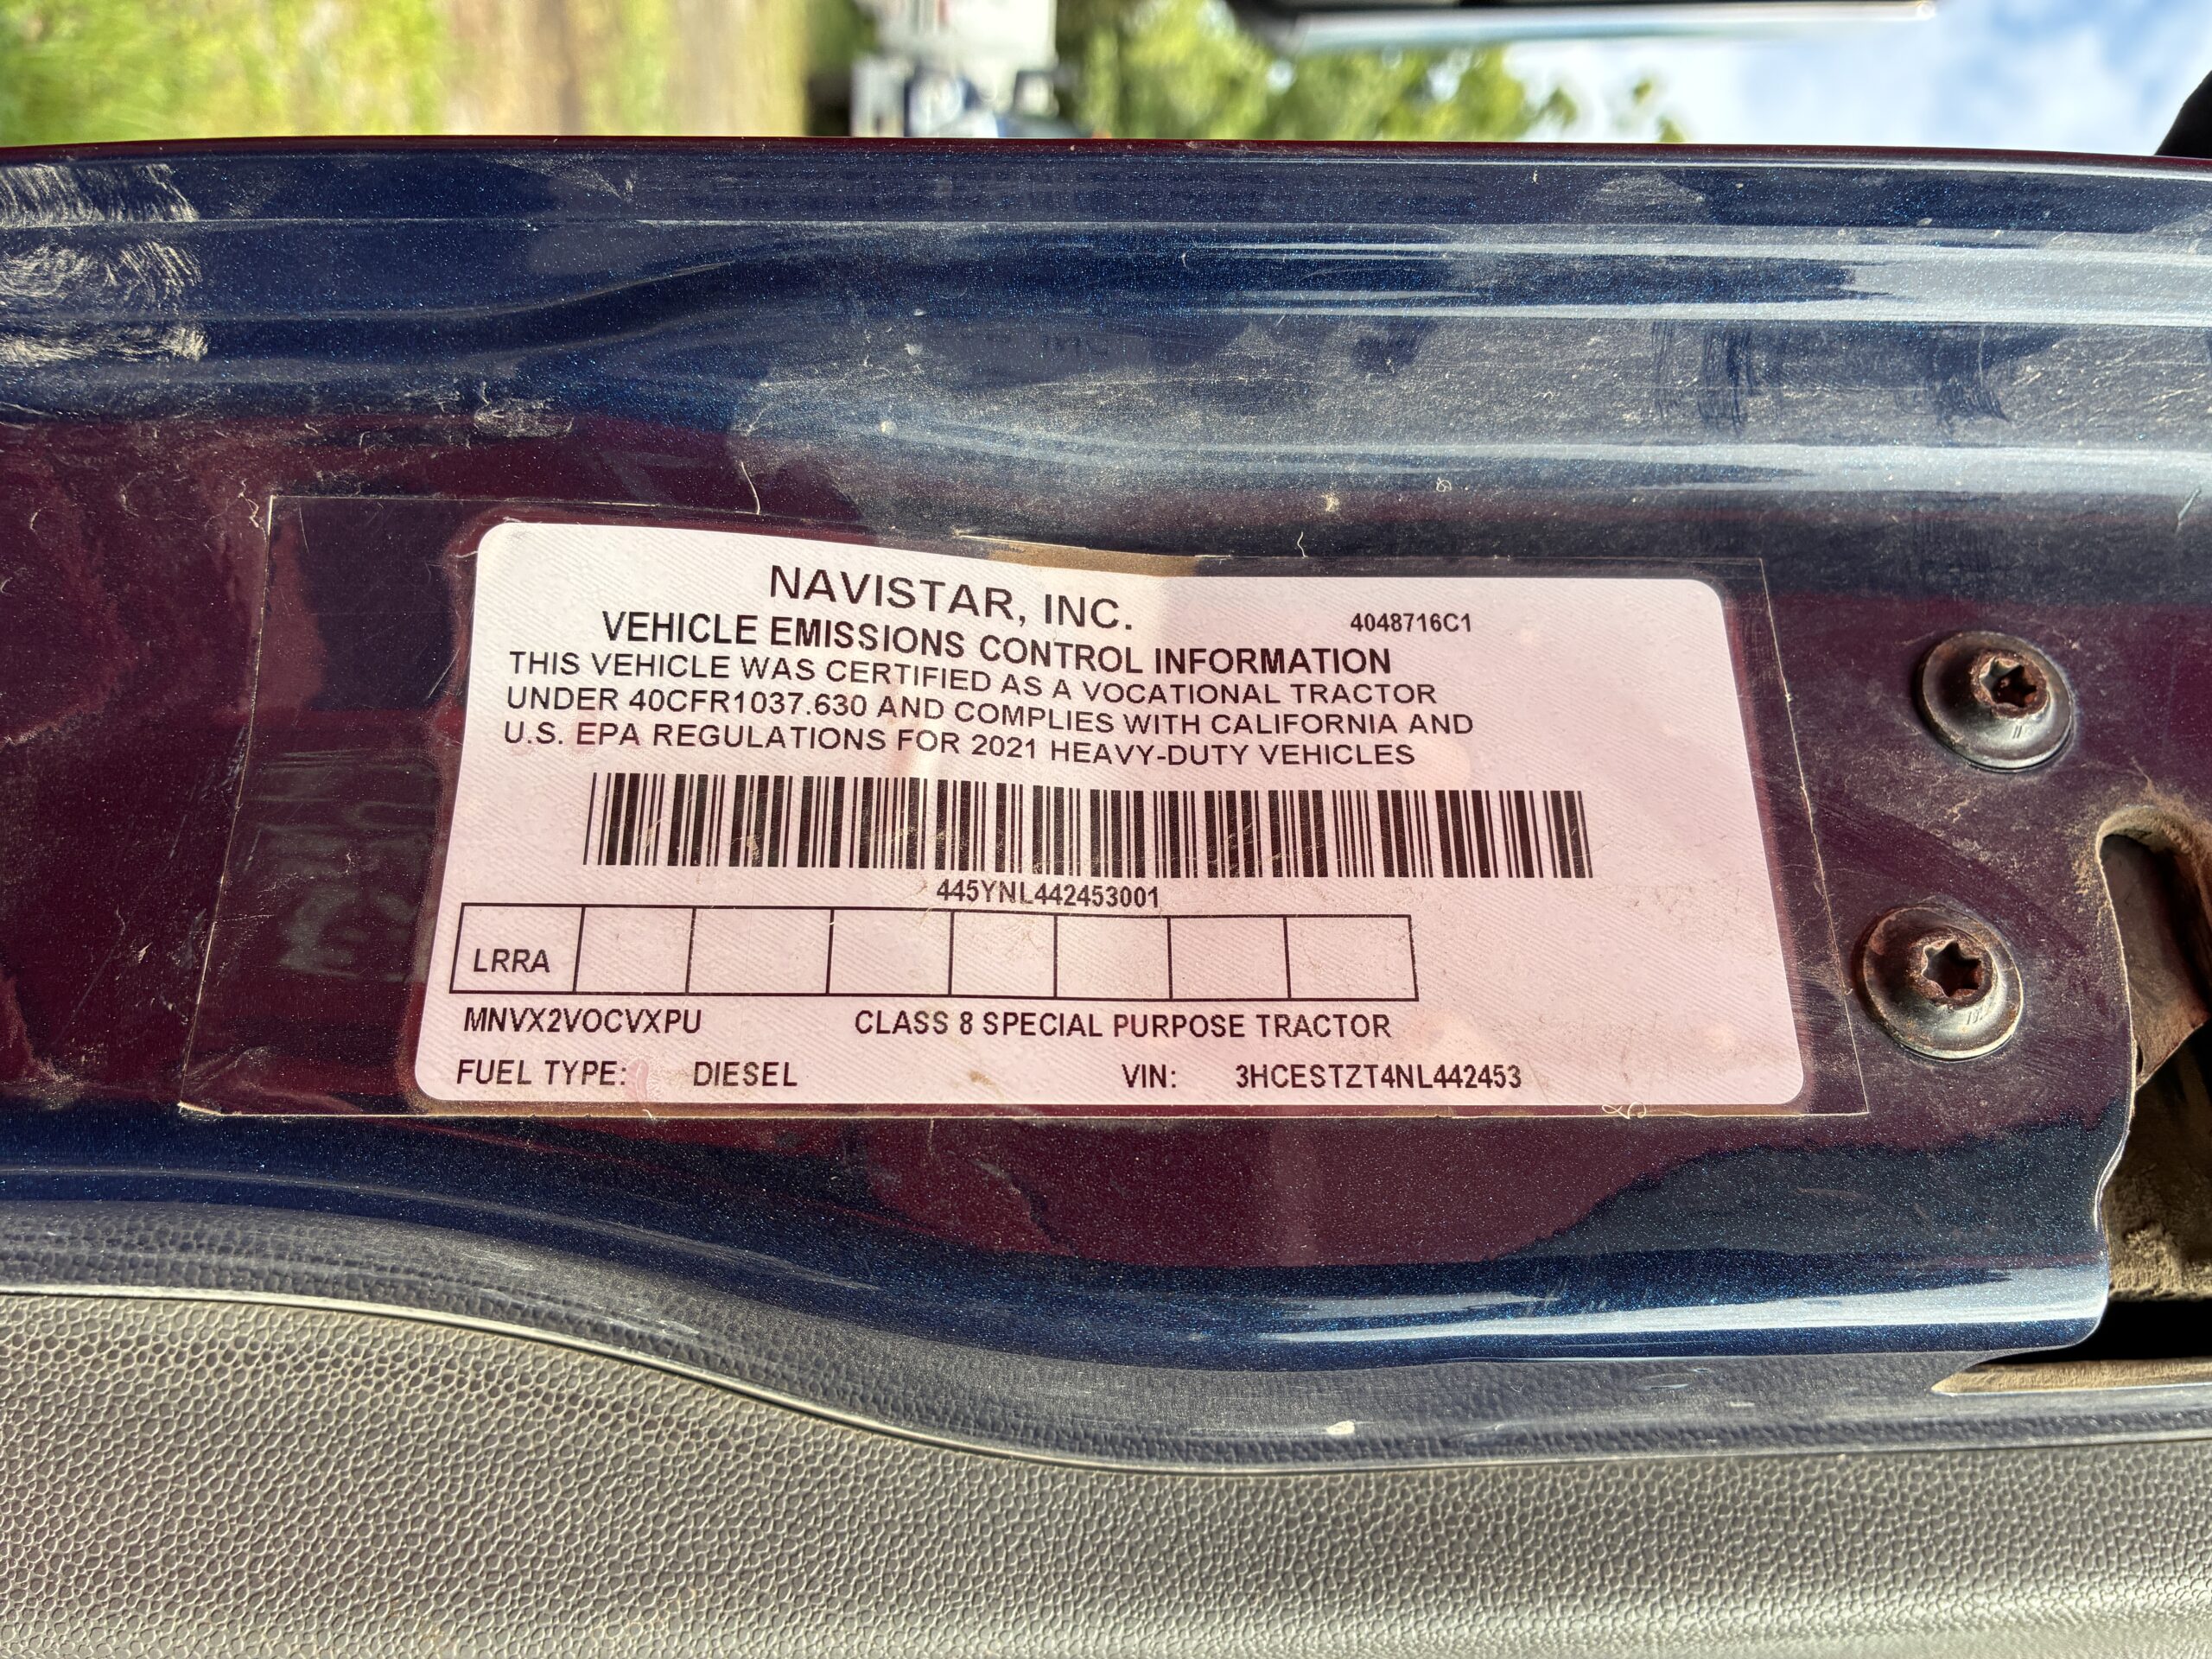 NAVISTAR, INC.
4048716C1
VEHICLE EMISSIONS CONTROL INFORMATION
THIS VEHICLE WAS CERTIFIED AS A VOCATIONAL TRACTOR
UNDER 40CFR1037.630 AND COMPLIES WITH CALIFORNIA AND
U.S. EPA REGULATIONS FOR 2021 HEAVY-DUTY VEHICLES
445YNL442453001
LRRA
MNVX2VOCVXPU CLASS 8 SPECIAL PURPOSE TRACTOR
FUEL TYPE: DIESEL VIN: 3HCESTZT4NL442453